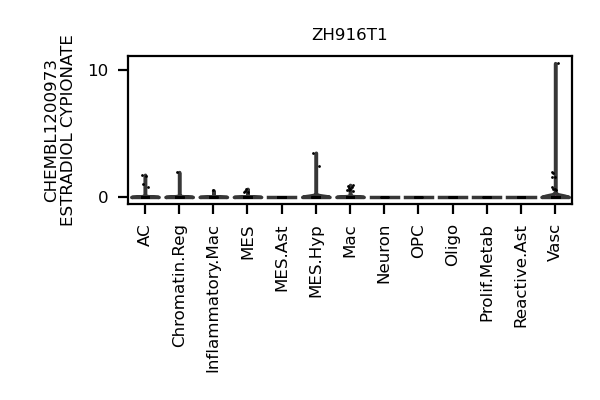 ZH916T1
CHEMBL1200973
ESTRADIOL CYPIONATE
10
0
AC
Chromatin.Reg
Inflammatory.Mac
MES
MES.Ast
MES.Hyp
Mac
Neuron
OPC
Oligo
Prolif.Metab
Reactive.Ast
Vasc